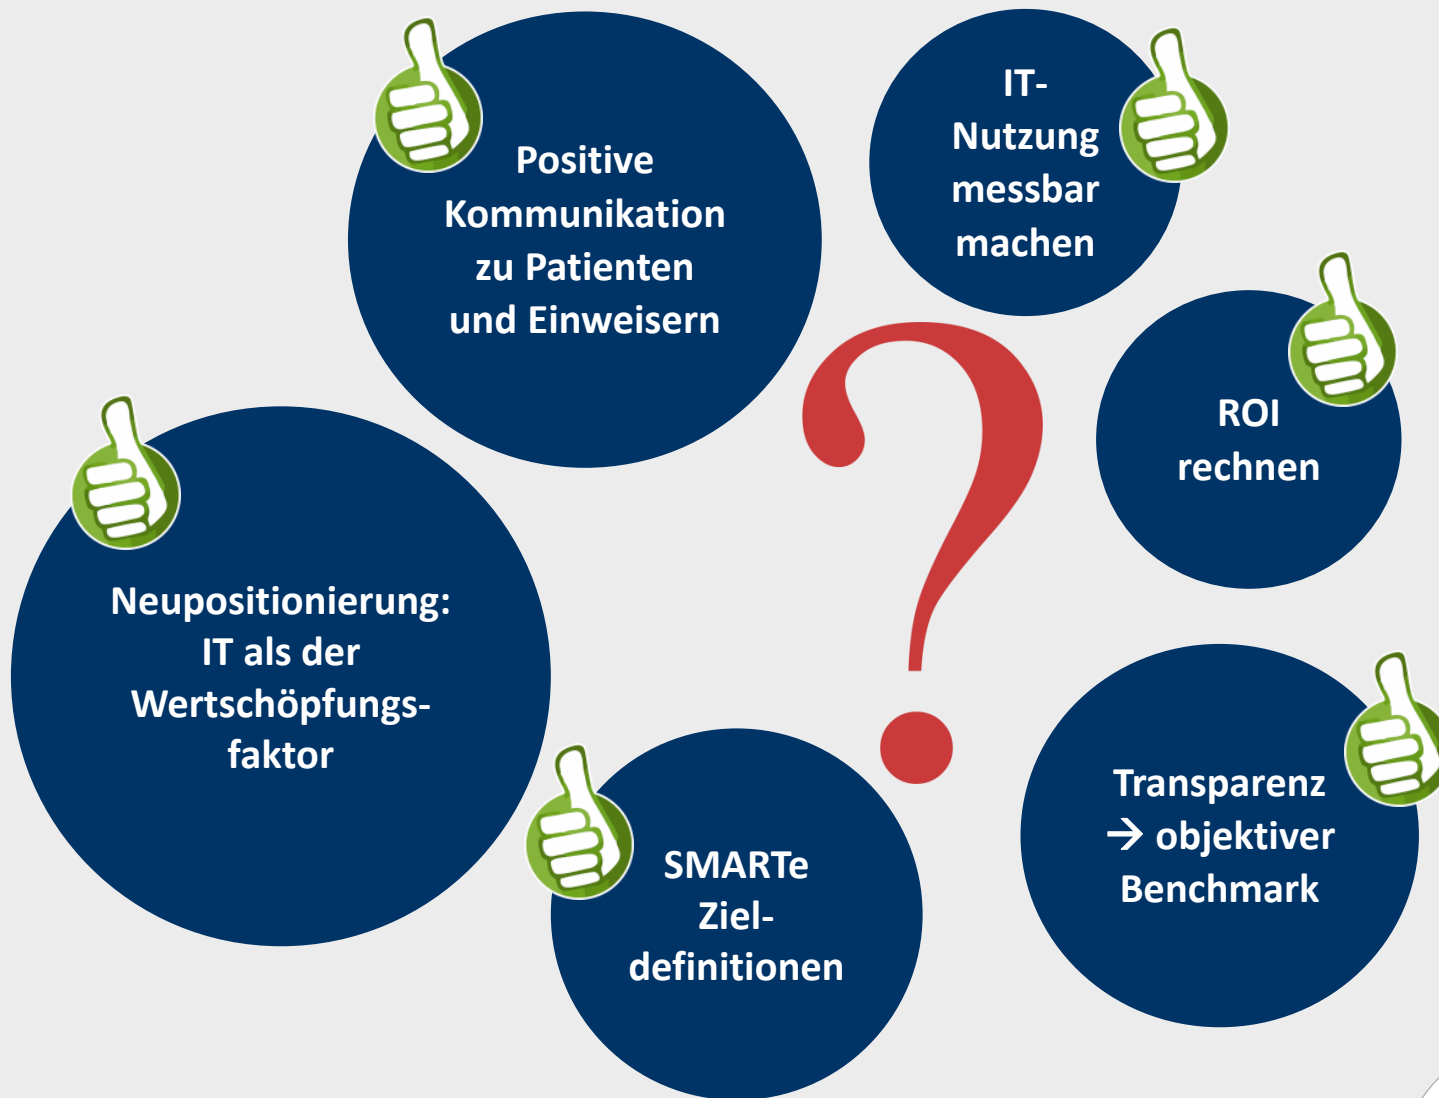 Positive
Kommunikation
zu Patienten
und Einweisern
IT-
Nutzung
messbar
machen
?
ROI
rechnen
Neupositionierung:
IT als der
Wertschöpfungs-
faktor
SMARTe
Ziel-
definitionen
Transparenz
→ objektiver
Benchmark